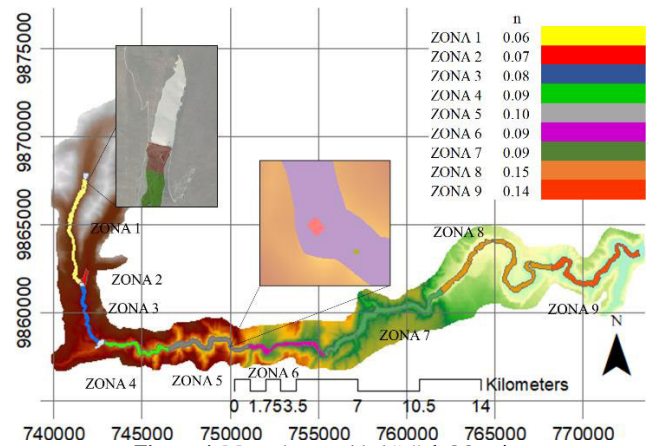 n
ZONA 1 0.06
ZONA 2 0.07
ZONA 3 0.08
ZONA 4 0.09
ZONA 5 0.10
ZONA 6 0.09
ZONA 7 0.09
ZONA 8 0.15
ZONA 9 0.14
9875000
9870000
9865000
9860000
ZONA 1
ZONA 2
ZONA 3
ZONA 4
ZONA 5
ZONA 6
ZONA 7
ZONA 8
ZONA 9
N
Kilometers
0 1.75 3.5 7 10.5 14
740000 745000 750000 755000 760000 765000 770000